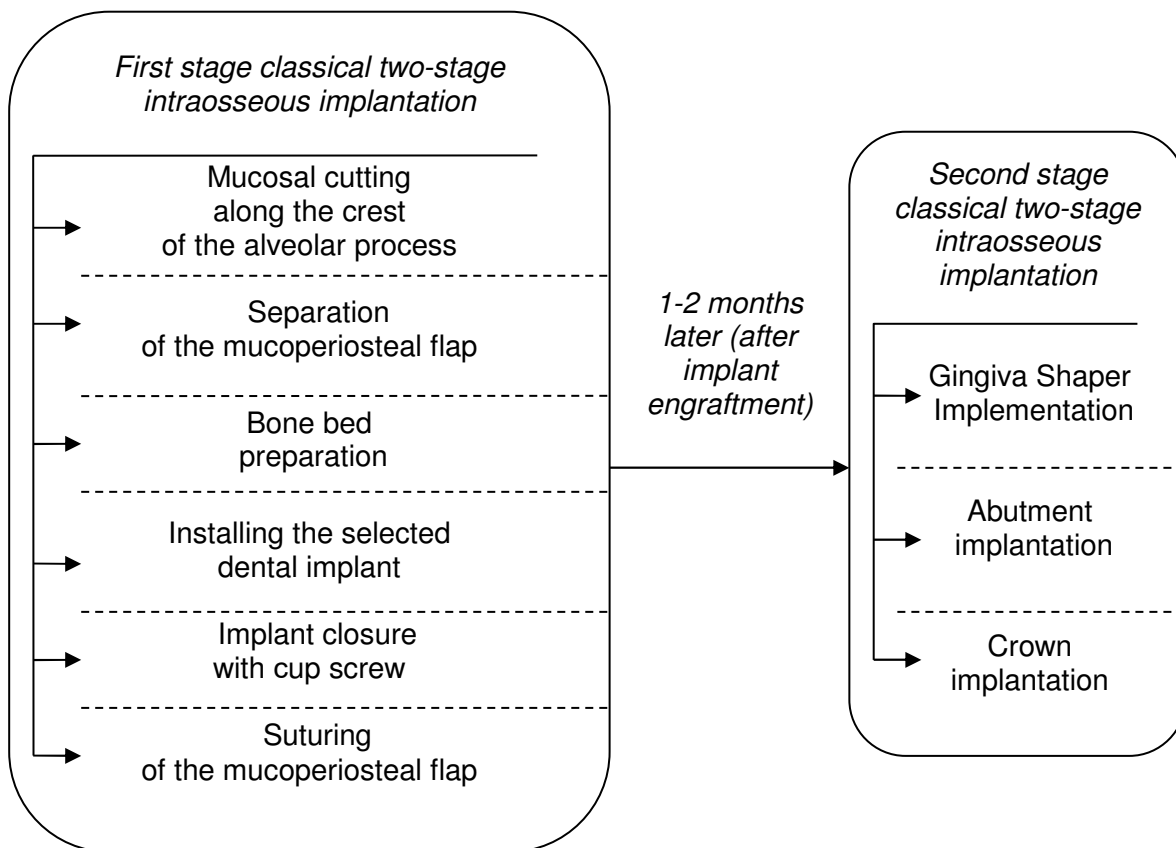 First stage classical two-stage
intraosseous implantation
Mucosal cutting
along the crest
of the alveolar process
Separation
of the mucoperiosteal flap
Bone bed
preparation
Installing the selected
dental implant
Implant closure
with cup screw
Suturing
of the mucoperiosteal flap
1-2 months
later (after
implant
engraftment)
Second stage
classical two-stage
intraosseous
implantation
Gingiva Shaper
Implementation
Abutment
implantation
Crown
implantation